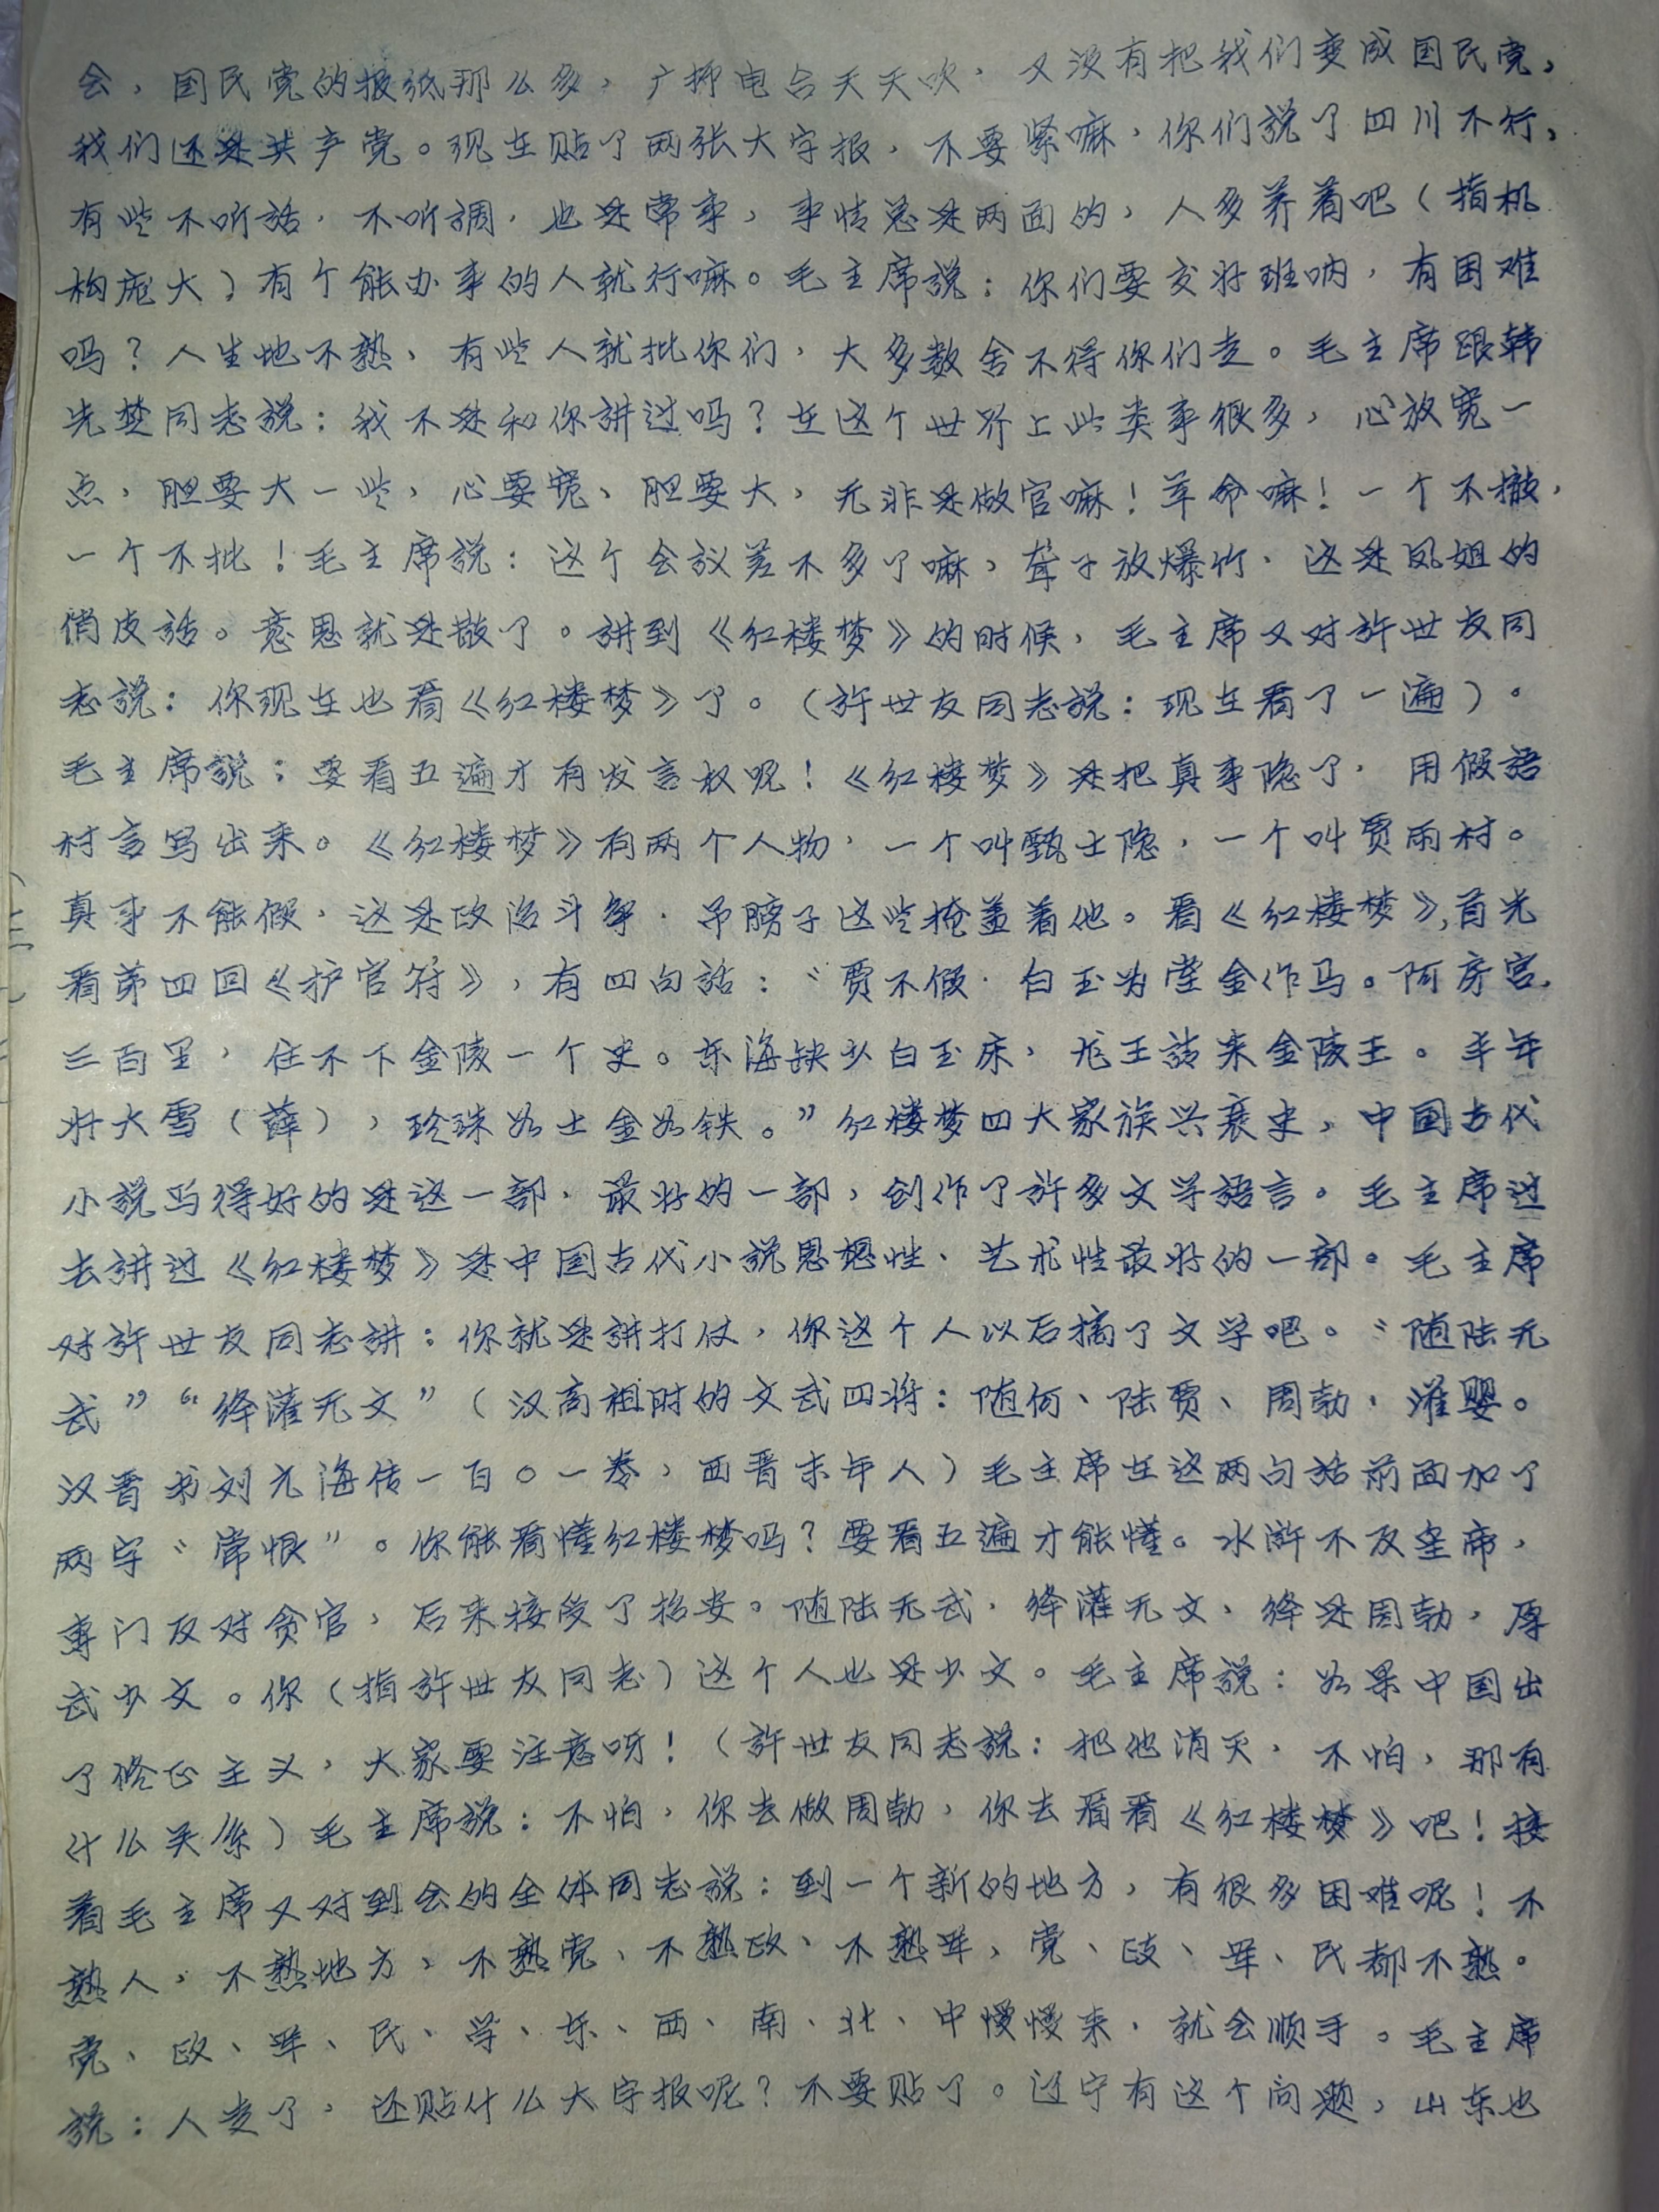 会，国民党的报纸那么多，广播电台天天吹，又没有把我们变成国民党，
我们还是共产党。现在贴了两张大字报，不要紧嘛，你们说了四川不行，
有些不听話，不听調，也是常事，事情总是两面的，人多养着吧（指机
构庞大）有个能办事的人就行嘛。毛主席説：你们要交好班吶，有困难
吗？人生地不熟，有些人就批你们，大多数舍不得你们走。毛主席跟韩
先楚同志説：我不是和你讲过吗？在这个世界上此类事很多，心放宽一
点，胆要大一些，心要宽、胆要大，无非是做官嘛！革命嘛！一个不撤，
一个不批！毛主席説：这个会议差不多了嘛，聋子放爆竹，这是凤姐的
俏皮話。意思就是散了。讲到《红楼梦》的时候，毛主席又对許世友同
志説：你现在也看《红楼梦》了。（許世友同志説：现在看了一遍）。
毛主席説：要看五遍才有发言权呢！《红楼梦》是把真事隐了，用假語
村言写出来。《红楼梦》有两个人物，一个叫甄士隐，一个叫贾雨村。
真事不能假，这是政治斗争，吊膀子这些掩盖着他。看《红楼梦》，首先
看第四回《护官符》，有四句話：“贾不假，白玉为堂金作马。阿房宫，
三百里，住不下金陵一个史。东海缺少白玉床，龙王請来金陵王。丰年
好大雪（薛），珍珠如土金如铁。”红楼梦四大家族兴衰史，中国古代
小説写得好的是这一部，最好的一部，创作了許多文学語言。毛主席过
去讲过《红楼梦》是中国古代小説思想性、艺术性最好的一部。毛主席
对許世友同志讲：你就是讲打仗，你这个人以后搞了文学吧。“随陆无
武”“绛灌无文”（汉高祖时的文武四将：随何、陆贾、周勃、灌婴。
汉晋书刘元海传一百〇一卷，西晋末年人）毛主席在这两句話前面加了
两字“常恨”。你能看懂红楼梦吗？要看五遍才能懂。水浒不反皇帝，
専门反对贪官，后来接受了招安。随陆无武，绛灌无文，绛是周勃，厚
武少文。你（指許世友同志）这个人也是少文。毛主席説：如果中国出
了修正主义，大家要注意呀！（許世友同志説：把他消灭，不怕，那有
什么关系）毛主席説：不怕，你去做周勃，你去看看《红楼梦》吧！接
着毛主席又对到会的全体同志説：到一个新的地方，有很多困难呢！不
熟人，不熟地方，不熟党、不熟政、不熟军，党、政、军、民都不熟。
党、政、军、民、学、东、西、南、北、中慢慢来，就会顺手。毛主席
説：人走了，还贴什么大字报呢？不要贴了。辽宁有这个问题，山东也